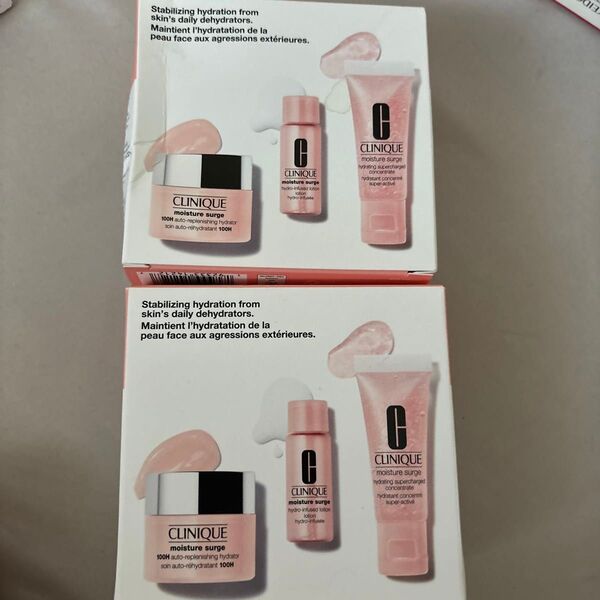 Stabilizing hydration from
skin's daily dehydrators.
Maintient l'hydratation de la
peau face aux agressions extérieures.
CLINIQUE
moisture surge
100H auto-replenishing hydrator
soin auto-réhydratant 100H
CLINIQUE
moisture surge
hydro-infused lotion
lotion
hydro-infusée
CLINIQUE
moisture surge
hydrating supercharged
concentrate
hydratant concentré
super-activé
Stabilizing hydration from
skin's daily dehydrators.
Maintient l'hydratation de la
peau face aux agressions extérieures.
CLINIQUE
moisture surge
100H auto-replenishing hydrator
soin auto-réhydratant 100H
CLINIQUE
moisture surge
hydro-infused lotion
lotion
hydro-infusée
CLINIQUE
moisture surge
hydrating supercharged
concentrate
hydratant concentré
super-activé